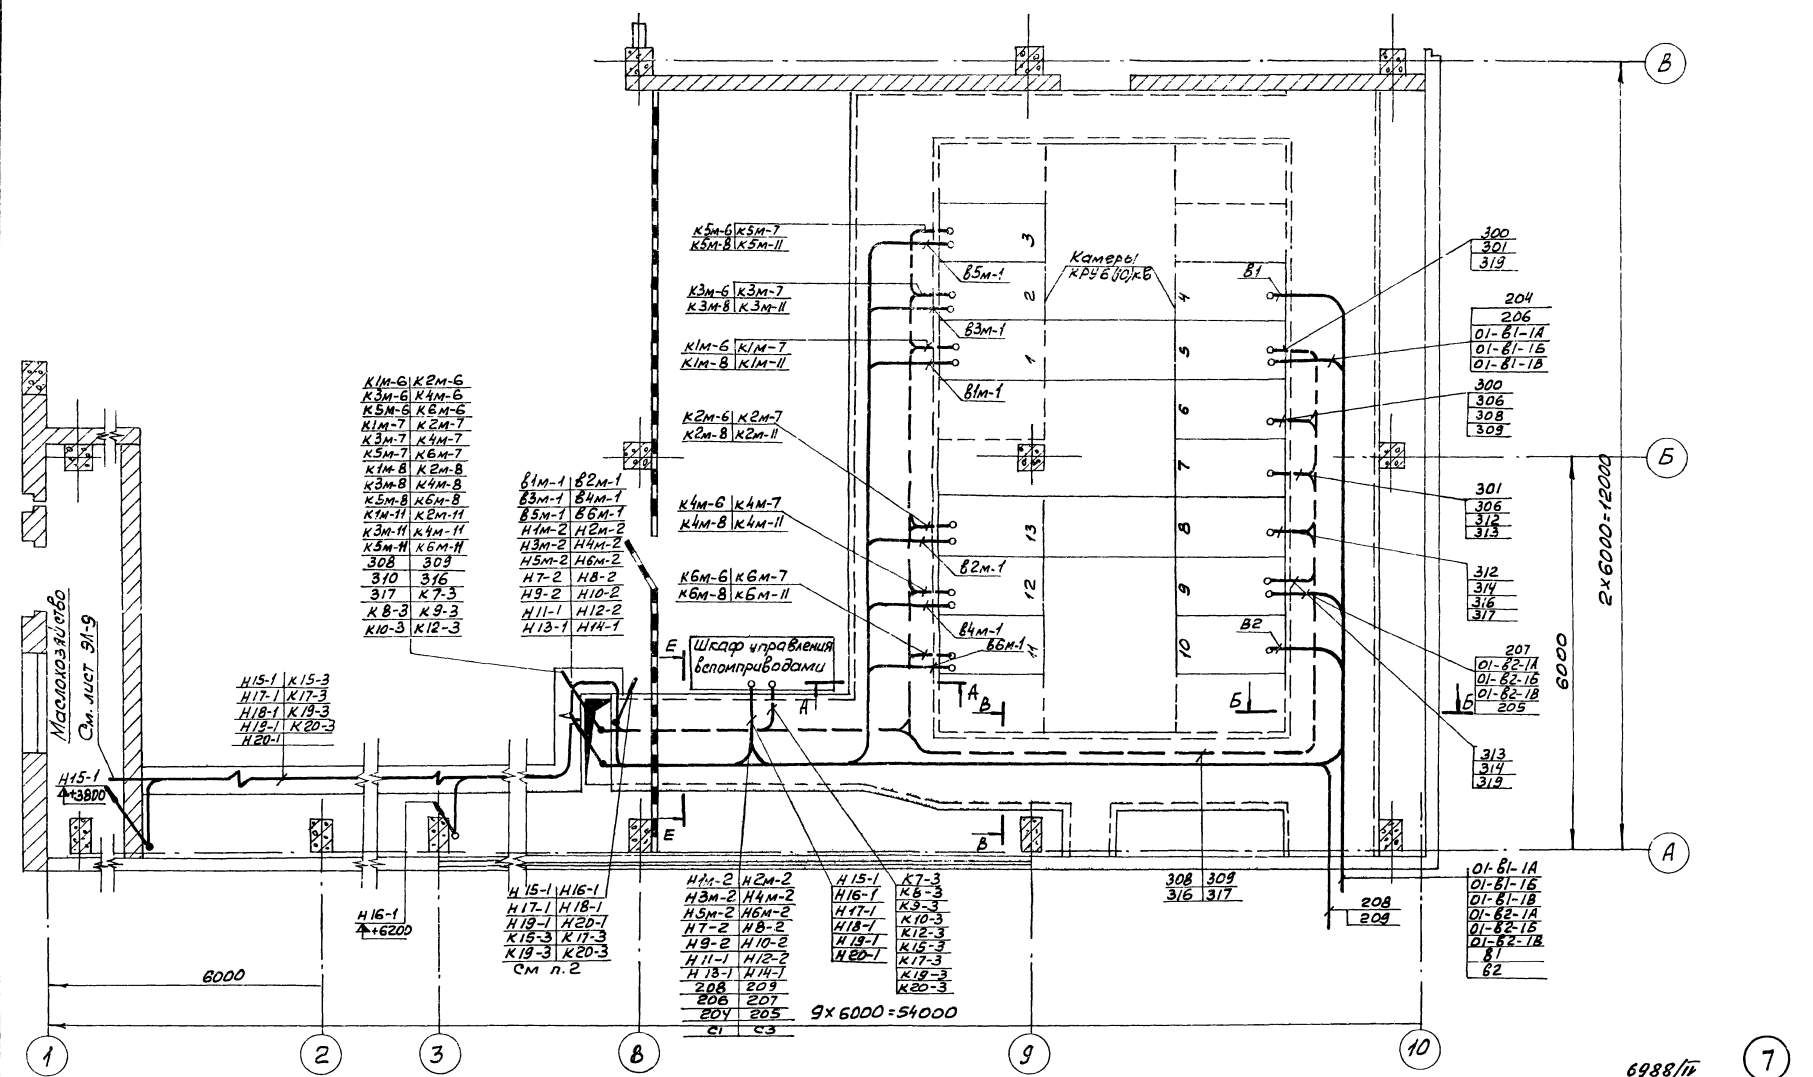 В
К5м-6 К5м-7
К5м-8 К5м-11
3
в5м-1
Камеры
КРУ 6(10)кв
в1
300
301
319
К3м-6 К3м-7
К3м-8 К3м-11
2
4
в3м-1
204
206
01-в1-1А
01-в1-1Б
01-в1-1В
К1м-6 К1м-7
К1м-8 К1м-11
1
5
в1м-1
300
306
308
309
К1м-6 К2м-6
К3м-6 К4м-6
К5м-6 К6м-6
К1м-7 К2м-7
К3м-7 К4м-7
К5м-7 К6м-7
К1м-8 К2м-8
К3м-8 К4м-8
К5м-8 К6м-8
К1м-11 К2м-11
К3м-11 К4м-11
К5м-11 К6м-11
308 309
310 316
317 К7-3
К8-3 К9-3
К10-3 К12-3
К2м-6 К2м-7
К2м-8 К2м-11
6
7
Б
в1м-1 в2м-1
в3м-1 в4м-1
в5м-1 в6м-1
Н1м-2 Н2м-2
Н3м-2 Н4м-2
Н5м-2 Н6м-2
Н7-2 Н8-2
Н9-2 Н10-2
Н11-1 Н12-2
Н13-1 Н14-1
К4м-6 К4м-7
К4м-8 К4м-11
13
8
301
306
312
313
2×6000=12000
в2м-1
К6м-6 К6м-7
К6м-8 К6м-11
12
9
312
314
316
317
в4м-1
в6м-1
11
10
В2
Шкаф управления
вспомприводами
Е
А
А
В
Б
Б
207
01-в2-1А
01-в2-1Б
01-в2-1В
205
6000
Маслохозяйство
См. лист ЭЛ-9
Н15-1 К15-3
Н17-1 К17-3
Н18-1 К19-3
Н19-1 К20-3
Н20-1
Н15-1
+3800
313
314
319
Е
В
А
Н16-1
+6200
Н15-1 Н16-1
Н17-1 Н18-1
Н19-1 Н20-1
К15-3 К17-3
К19-3 К20-3
См п.2
Н1м-2 Н2м-2
Н3м-2 Н4м-2
Н5м-2 Н6м-2
Н7-2 Н8-2
Н9-2 Н10-2
Н11-1 Н12-2
Н13-1 Н14-1
208 209
206 207
204 205
С1 С3
Н15-1
Н16-1
Н17-1
Н18-1
Н19-1
Н20-1
К7-3
К8-3
К9-3
К10-3
К12-3
К15-3
К17-3
К19-3
К20-3
308 309
316 317
208
209
01-в1-1А
01-в1-1Б
01-в1-1В
01-в2-1А
01-в2-1Б
01-в2-1В
в1
в2
6000
9×6000=54000
1
2
3
8
9
10
6988/IV
7